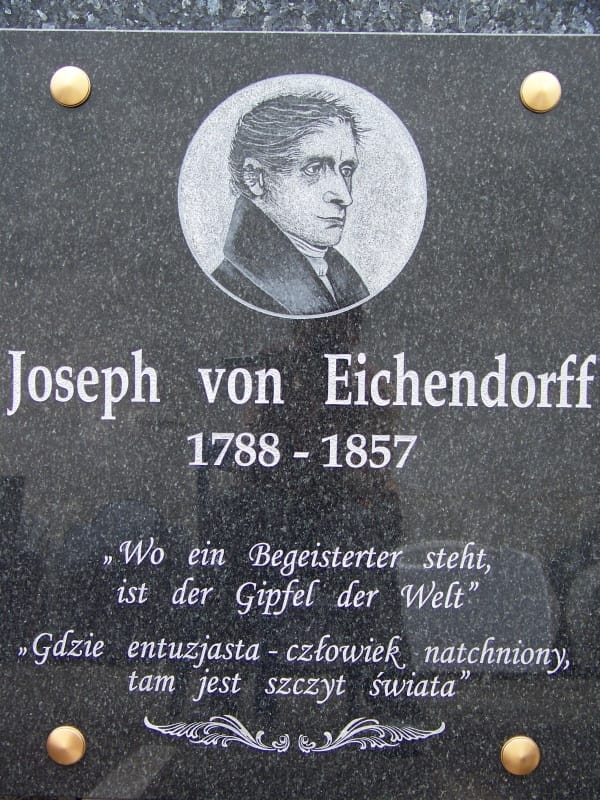 Joseph von Eichendorff
1788 - 1857
„Wo ein Begeisterter steht,
ist der Gipfel der Welt”
„Gdzie entuzjasta - człowiek natchniony,
tam jest szczyt świata”